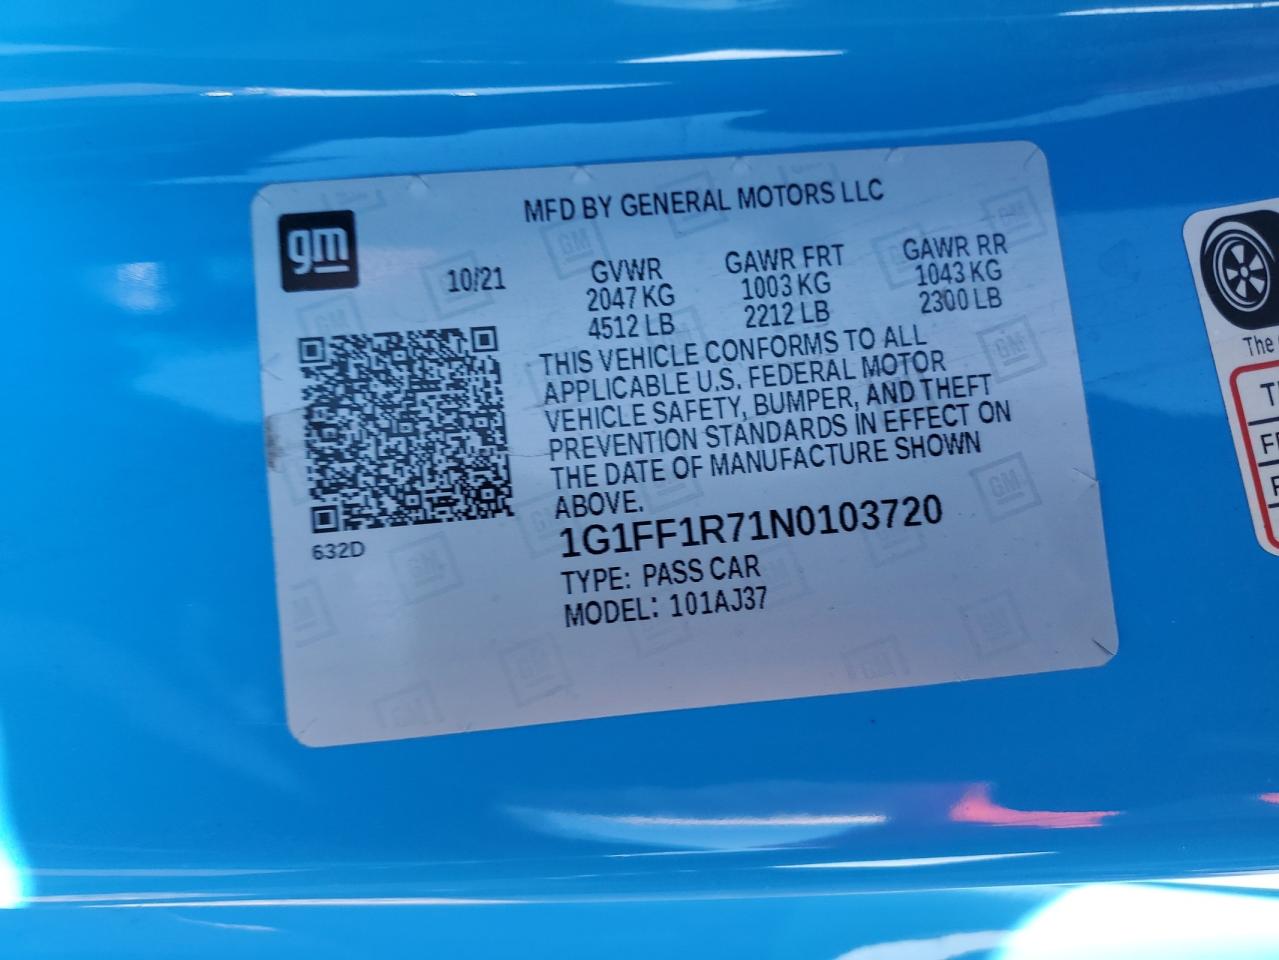 MFD BY GENERAL MOTORS LLC
gm
10/21
GVWR
2047 KG
4512 LB
GAWR FRT
1003 KG
2212 LB
GAWR RR
1043 KG
2300 LB
THIS VEHICLE CONFORMS TO ALL
APPLICABLE U.S. FEDERAL MOTOR
VEHICLE SAFETY, BUMPER, AND THEFT
PREVENTION STANDARDS IN EFFECT ON
THE DATE OF MANUFACTURE SHOWN
ABOVE.
1G1FF1R71N0103720
TYPE: PASS CAR
MODEL: 101AJ37
632D
The